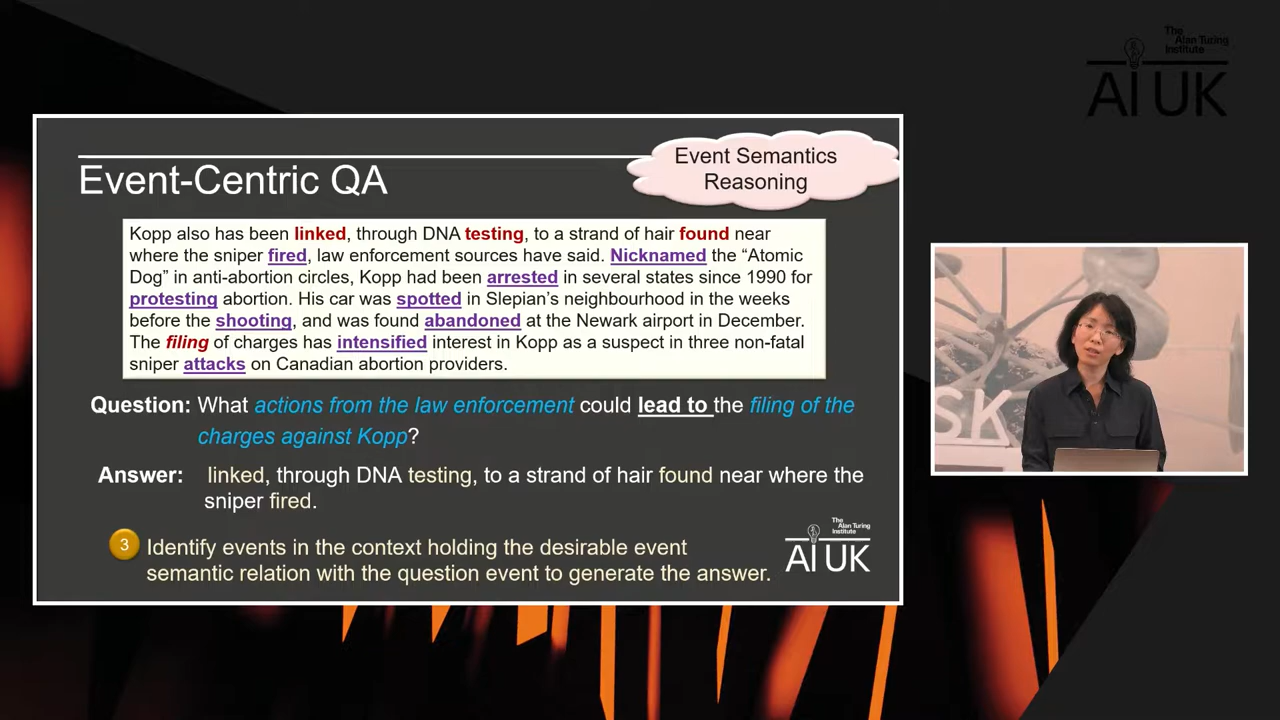 The
Alan Turing
Institute
AI UK
Event Semantics
Reasoning
Event-Centric QA
Kopp also has been linked, through DNA testing, to a strand of hair found near
where the sniper fired, law enforcement sources have said. Nicknamed the “Atomic
Dog” in anti-abortion circles, Kopp had been arrested in several states since 1990 for
protesting abortion. His car was spotted in Slepian’s neighbourhood in the weeks
before the shooting, and was found abandoned at the Newark airport in December.
The filing of charges has intensified interest in Kopp as a suspect in three non-fatal
sniper attacks on Canadian abortion providers.
Question: What actions from the law enforcement could lead to the filing of the
charges against Kopp?
Answer: linked, through DNA testing, to a strand of hair found near where the
sniper fired.
3 Identify events in the context holding the desirable event
semantic relation with the question event to generate the answer.
The
Alan Turing
Institute
AI UK
SK